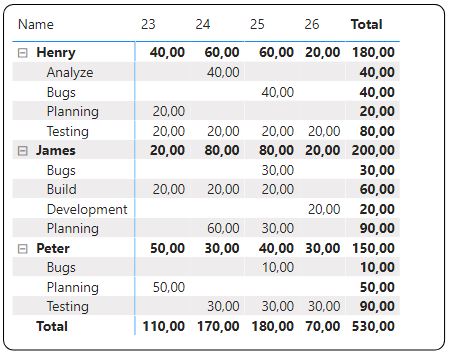 Name 23 24 25 26 Total
Henry 40,00 60,00 60,00 20,00 180,00
Analyze 40,00 40,00
Bugs 40,00 40,00
Planning 20,00 20,00
Testing 20,00 20,00 20,00 20,00 80,00
James 20,00 80,00 80,00 20,00 200,00
Bugs 30,00 30,00
Build 20,00 20,00 20,00 60,00
Development 20,00 20,00
Planning 60,00 30,00 90,00
Peter 50,00 30,00 40,00 30,00 150,00
Bugs 10,00 10,00
Planning 50,00 50,00
Testing 30,00 30,00 30,00 90,00
Total 110,00 170,00 180,00 70,00 530,00